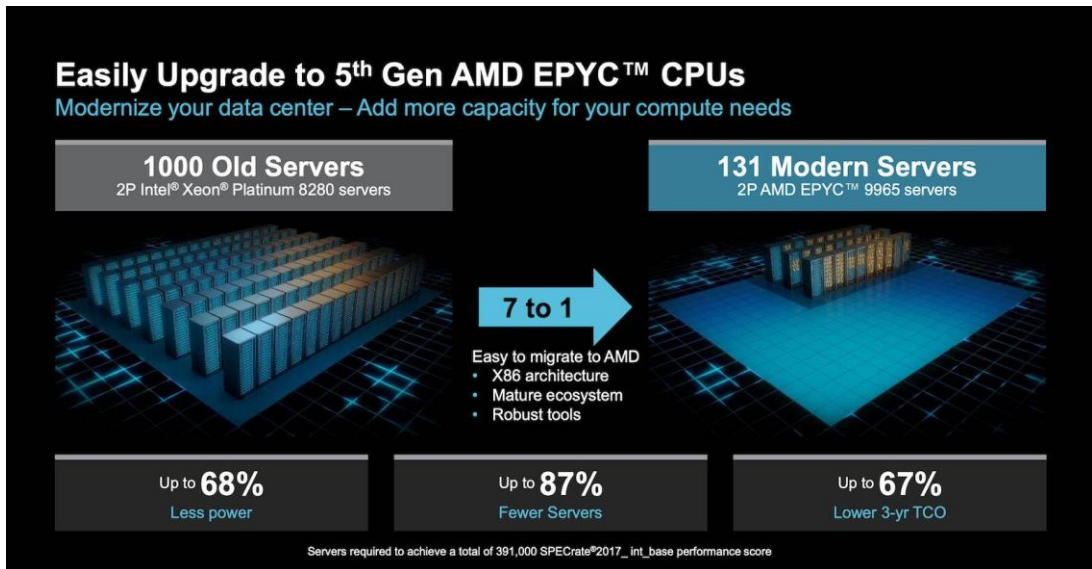 Easily Upgrade to 5th Gen AMD EPYC™ CPUs
Modernize your data center – Add more capacity for your compute needs
1000 Old Servers
2P Intel® Xeon® Platinum 8280 servers
131 Modern Servers
2P AMD EPYC™ 9965 servers
7 to 1
Easy to migrate to AMD
• X86 architecture
• Mature ecosystem
• Robust tools
Up to 68%
Less power
Up to 87%
Fewer Servers
Up to 67%
Lower 3-yr TCO
Servers required to achieve a total of 391,000 SPECrate®2017_ int_base performance score